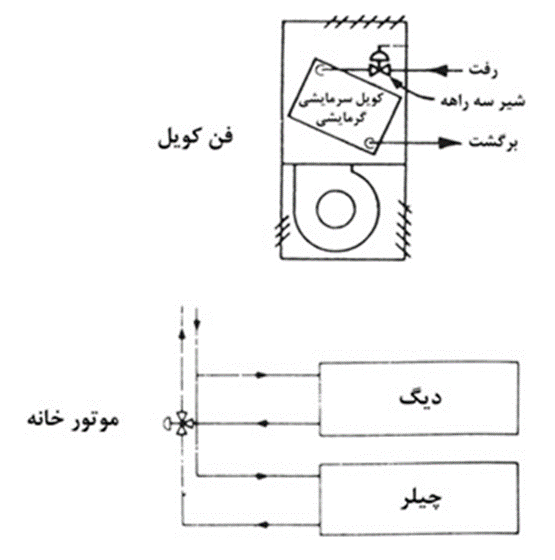 رفت
شیر سه راهه
کویل سرمایشی
گرمایشی
برگشت
فن کویل
دیگ
موتور خانه
چیلر